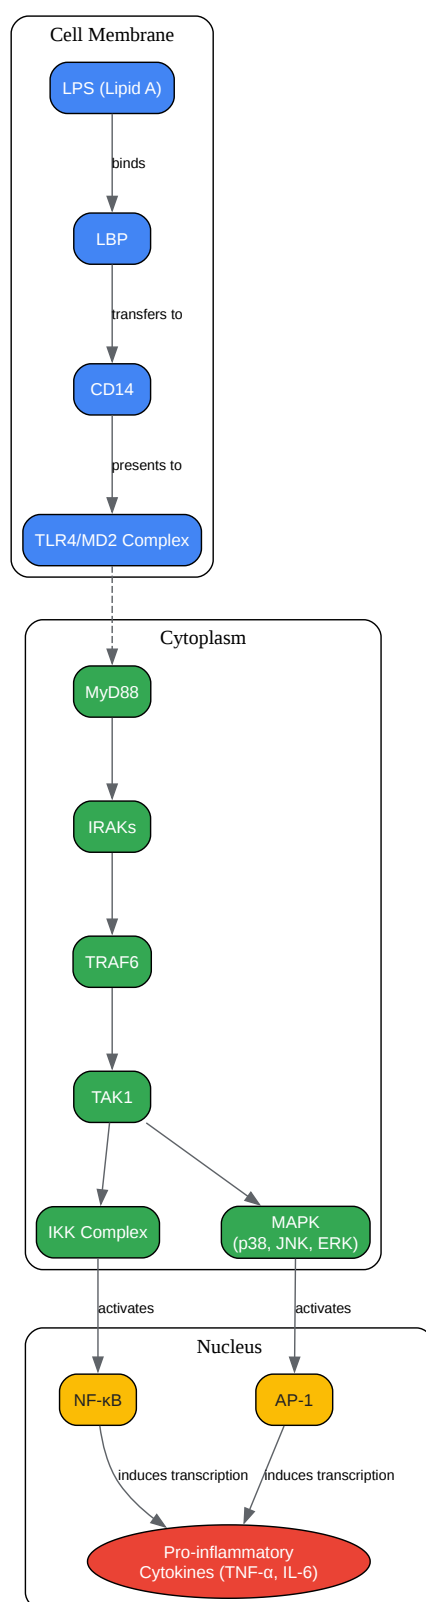 Cell Membrane
LPS (Lipid A)
binds
LBP
transfers to
CD14
presents to
TLR4/MD2 Complex
Cytoplasm
MyD88
IRAKs
TRAF6
TAK1
IKK Complex
MAPK
(p38, JNK, ERK)
activates
activates
Nucleus
NF-κB
AP-1
induces transcription
induces transcription
Pro-inflammatory
Cytokines (TNF-α, IL-6)